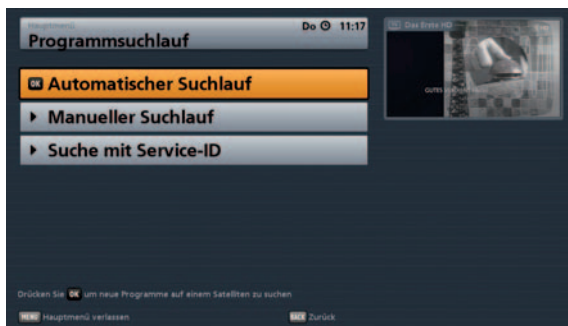 Hauptmenü
Programmsuchlauf
Do 11:17
Das Erste HD
OK Automatischer Suchlauf
Manueller Suchlauf
Suche mit Service-ID
Drücken Sie OK um neue Programme auf einem Satelliten zu suchen
MENU Hauptmenü verlassen
BACK Zurück